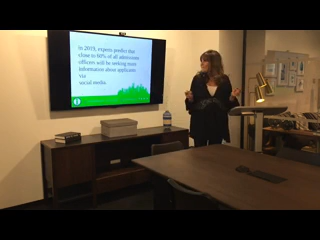 In 2015, experts predict that
close to 60% of all admissions
officers will be seeking more
information about applicants
via
social media.